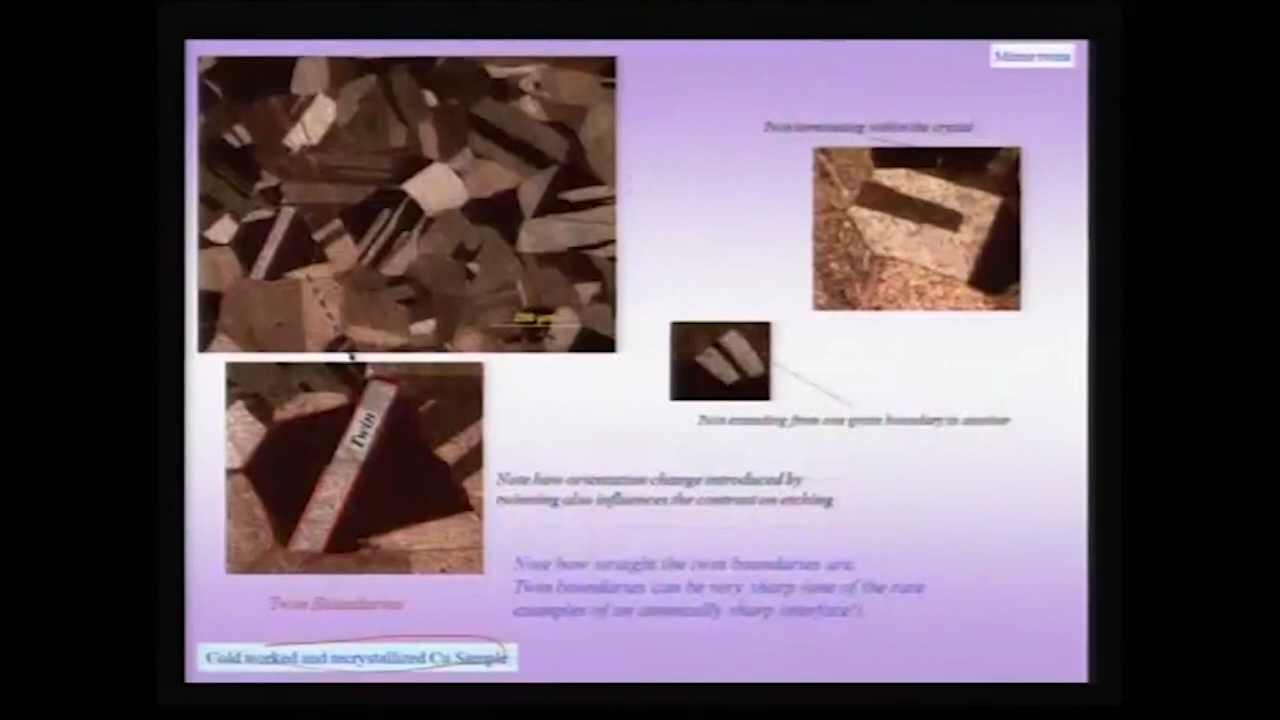 Mirror twins
Twin terminating within the crystal
200 μm
Twin
Twin extending from one grain boundary to another
Note how orientation change introduced by
twinning also influences the contrast on etching
Note how straight the twin boundaries are.
Twin boundaries can be very sharp (one of the rare
examples of an atomically sharp interface!)
Twin Boundaries
Cold worked and recrystallized Cu Sample